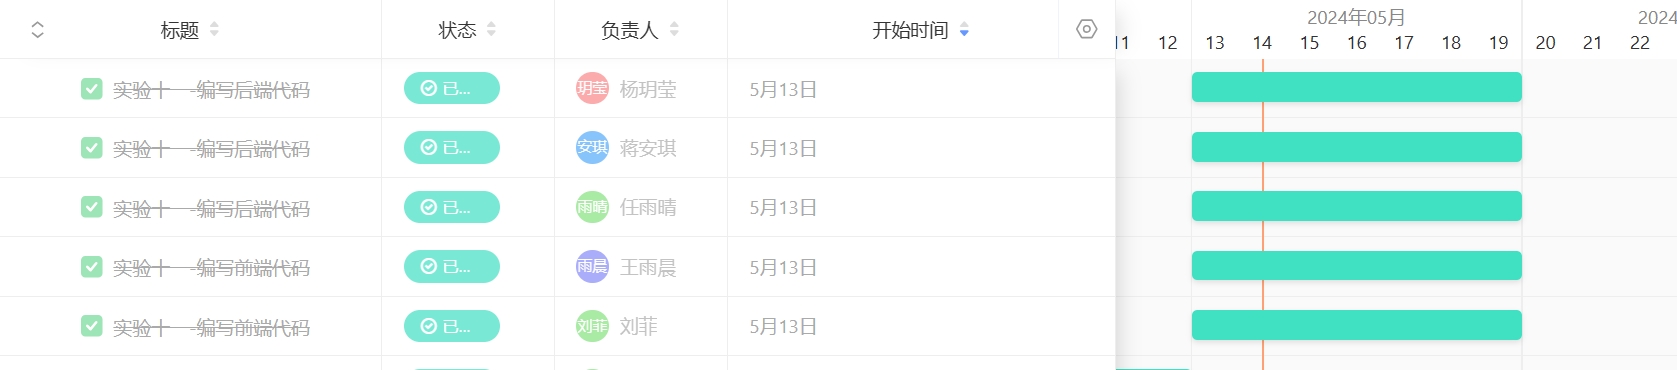 标题 状态 负责人 开始时间
2024年05月 2024
11 12 13 14 15 16 17 18 19 20 21 22
实验十一-编写后端代码 已... 玥莹 杨玥莹 5月13日
实验十一-编写后端代码 已... 安琪 蒋安琪 5月13日
实验十一-编写后端代码 已... 雨晴 任雨晴 5月13日
实验十一-编写前端代码 已... 雨晨 王雨晨 5月13日
实验十一-编写前端代码 已... 刘菲 刘菲 5月13日